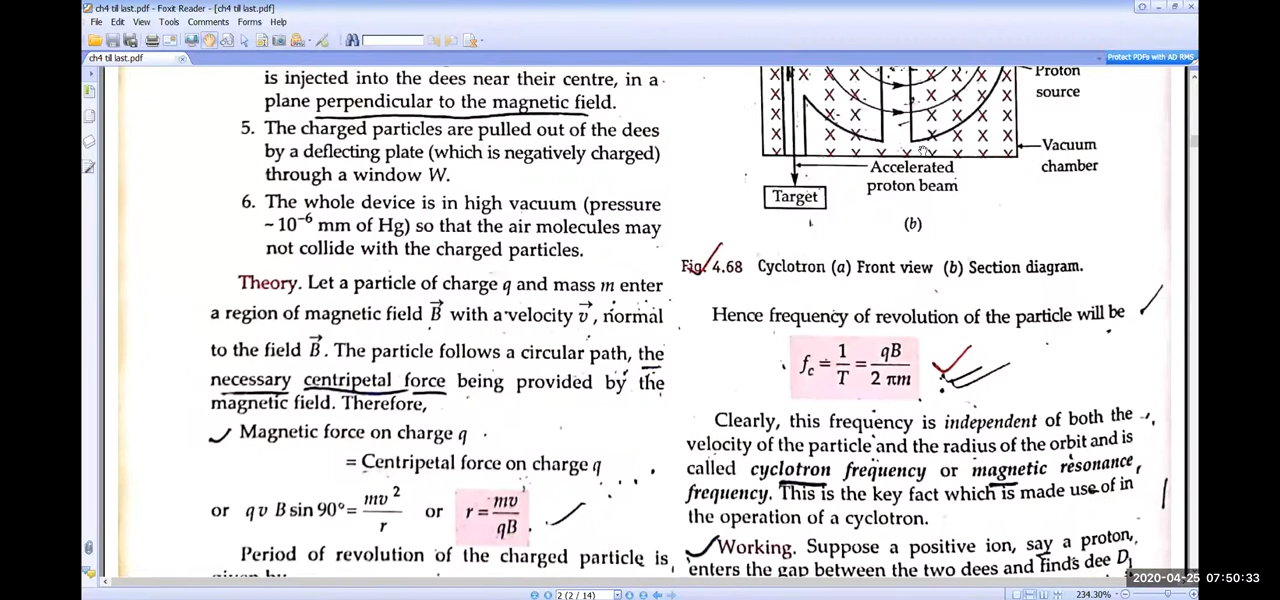 ch4 till last.pdf - Foxit Reader - [ch4 till last.pdf]
File Edit View Tools Comments Forms Help
ch4 till last.pdf
Protect PDFs with AD RMS
is injected into the dees near their centre, in a
plane perpendicular to the magnetic field.
5. The charged particles are pulled out of the dees
by a deflecting plate (which is negatively charged)
through a window W.
6. The whole device is in high vacuum (pressure
~ 10⁻⁶ mm of Hg) so that the air molecules may
not collide with the charged particles.
Theory. Let a particle of charge q and mass m enter
a region of magnetic field B⃗ with a velocity v⃗, normal
to the field B⃗. The particle follows a circular path, the
necessary centripetal force being provided by the
magnetic field. Therefore,
Magnetic force on charge q
= Centripetal force on charge q
or q v B sin 90° = mv²/r or r = mv/qB
Period of revolution of the charged particle is
given by
Proton
source
Vacuum
chamber
Accelerated
proton beam
Target
(b)
Fig. 4.68 Cyclotron (a) Front view (b) Section diagram.
Hence frequency of revolution of the particle will be
f_c = 1/T = qB/2 πm
Clearly, this frequency is independent of both the
velocity of the particle and the radius of the orbit and is
called cyclotron frequency or magnetic resonance
frequency. This is the key fact which is made use of in
the operation of a cyclotron.
Working. Suppose a positive ion, say a proton,
enters the gap between the two dees and finds dee D₁
2020-04-25 07:50:33
2 (2 / 14)
234.30%